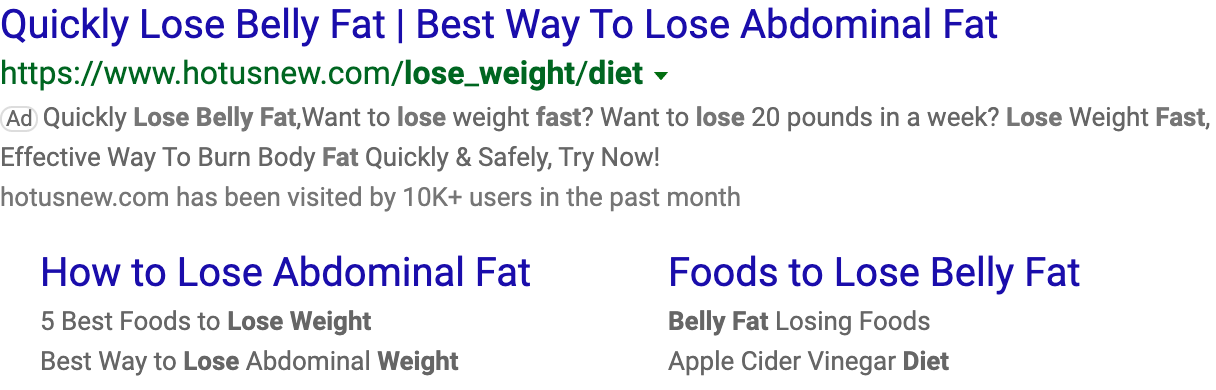 Quickly Lose Belly Fat | Best Way To Lose Abdominal Fat
https://www.hotusnew.com/lose_weight/diet
Ad Quickly Lose Belly Fat,Want to lose weight fast? Want to lose 20 pounds in a week? Lose Weight Fast,
Effective Way To Burn Body Fat Quickly & Safely, Try Now!
hotusnew.com has been visited by 10K+ users in the past month
How to Lose Abdominal Fat
5 Best Foods to Lose Weight
Best Way to Lose Abdominal Weight
Foods to Lose Belly Fat
Belly Fat Losing Foods
Apple Cider Vinegar Diet